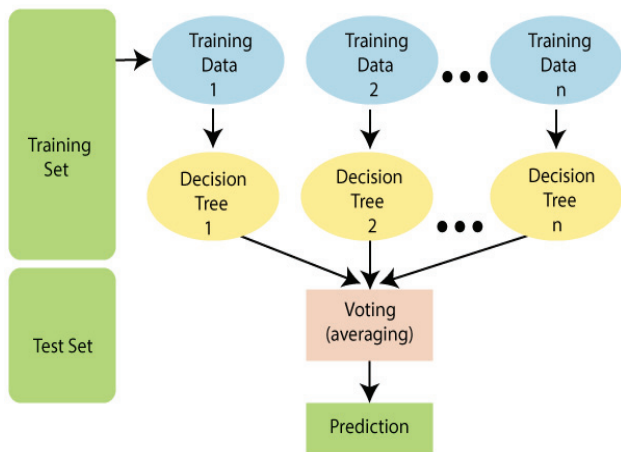 Training
Data
1
Training
Data
2
Training
Data
n
Training
Set
Decision
Tree
1
Decision
Tree
2
Decision
Tree
n
Test Set
Voting
(averaging)
Prediction